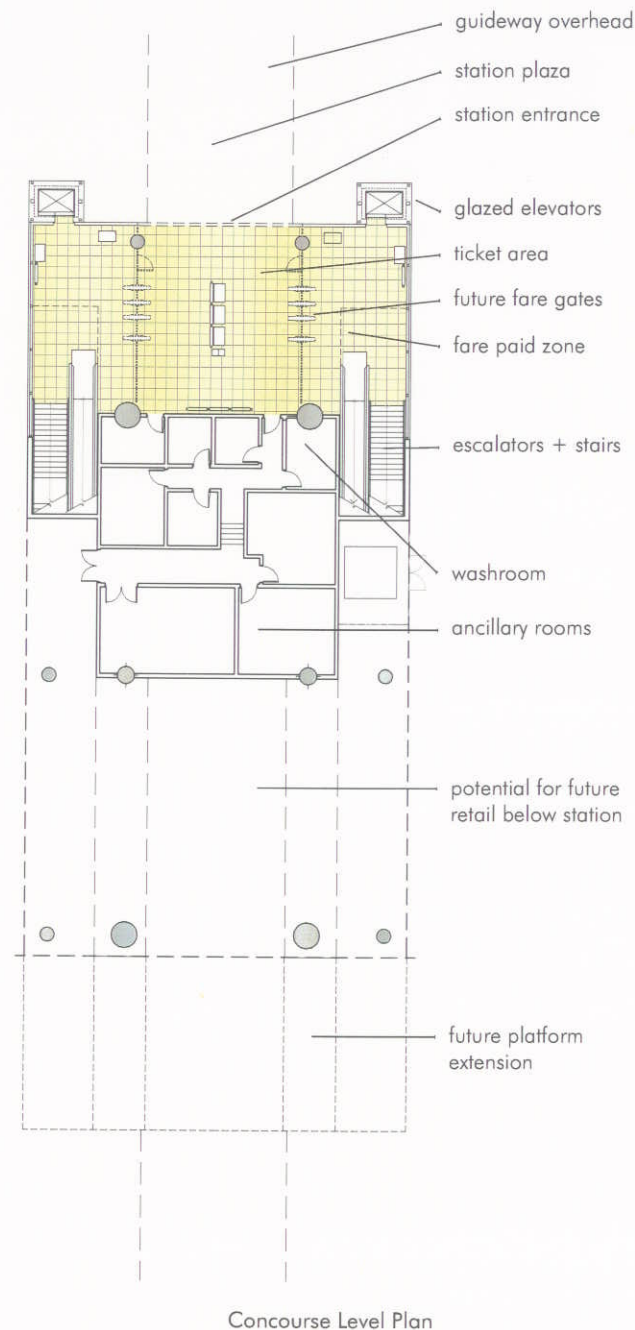 guideway overhead
station plaza
station entrance
glazed elevators
ticket area
future fare gates
fare paid zone
escalators + stairs
washroom
ancillary rooms
potential for future
retail below station
future platform
extension
Concourse Level Plan